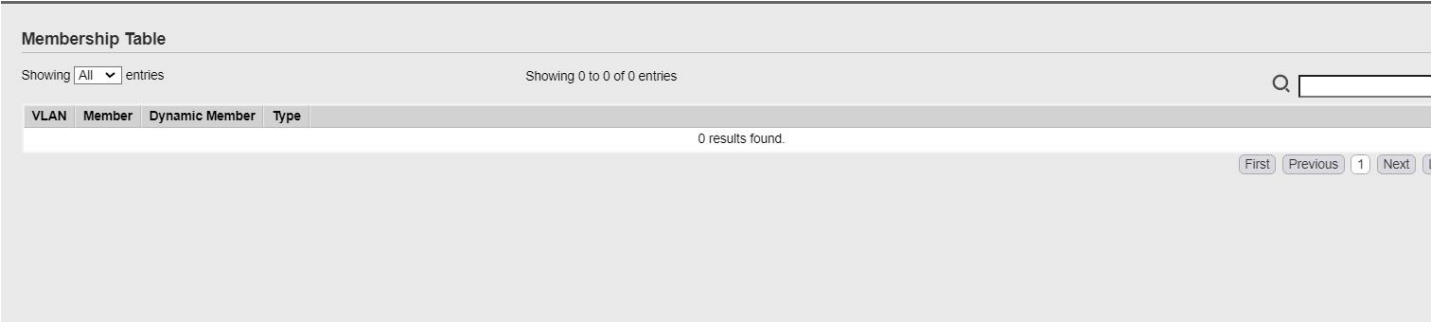 Membership Table
Showing All entries Showing 0 to 0 of 0 entries
VLAN Member Dynamic Member Type
0 results found.
First Previous 1 Next